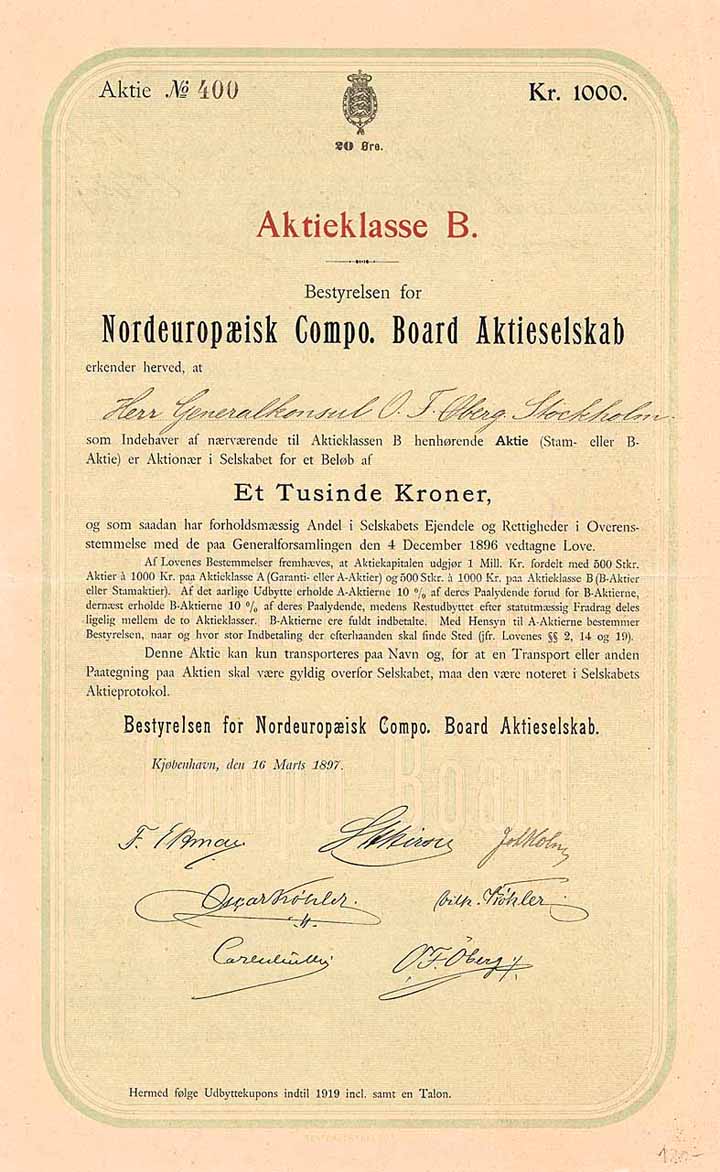 Aktie № 400
Kr. 1000.
20 Øre.
Aktieklasse B.
Bestyrelsen for
Nordeuropæisk Compo. Board Aktieselskab
erkender herved, at
Herr Generalkonsul O. F. Øberg. Stockholm.
som Indehaver af nærværende til Aktieklassen B henhørende Aktie (Stam- eller B-
Aktie) er Aktionær i Selskabet for et Beløb af
Et Tusinde Kroner,
og som saadan har forholdsmæssig Andel i Selskabets Ejendele og Rettigheder i Overens-
stemmelse med de paa Generalforsamlingen den 4 December 1896 vedtagne Love.
Af Lovenes Bestemmelser fremhæves, at Aktiekapitalen udgjør 1 Mill. Kr. fordelt med 500 Stkr.
Aktier à 1000 Kr. paa Aktieklasse A (Garanti- eller A-Aktier) og 500 Stkr. à 1000 Kr. paa Aktieklasse B (B-Aktier
eller Stamaktier). Af det aarlige Udbytte erholde A-Aktierne 10 % af deres Paalydende forud for B-Aktierne,
dernæst erholde B-Aktierne 10 % af deres Paalydende, medens Restudbyttet efter statutmæssig Fradrag deles
ligelig mellem de to Aktieklasser. B-Aktierne ere fuldt indbetalte. Med Hensyn til A-Aktierne bestemmer
Bestyrelsen, naar og hvor stor Indbetaling der efterhaanden skal finde Sted (jfr. Lovenes §§ 2, 14 og 19).
Denne Aktie kan kun transporteres paa Navn og, for at en Transport eller anden
Paategning paa Aktien skal være gyldig overfor Selskabet, maa den være noteret i Selskabets
Aktieprotokol.
Bestyrelsen for Nordeuropæisk Compo. Board Aktieselskab.
Kjøbenhavn, den 16 Marts 1897.
Compo Board
F. Ekman
Oscar Köhler.
Vilh. Köhler
O. F. Öberg
Hermed følge Udbyttekupons indtil 1919 incl. samt en Talon.